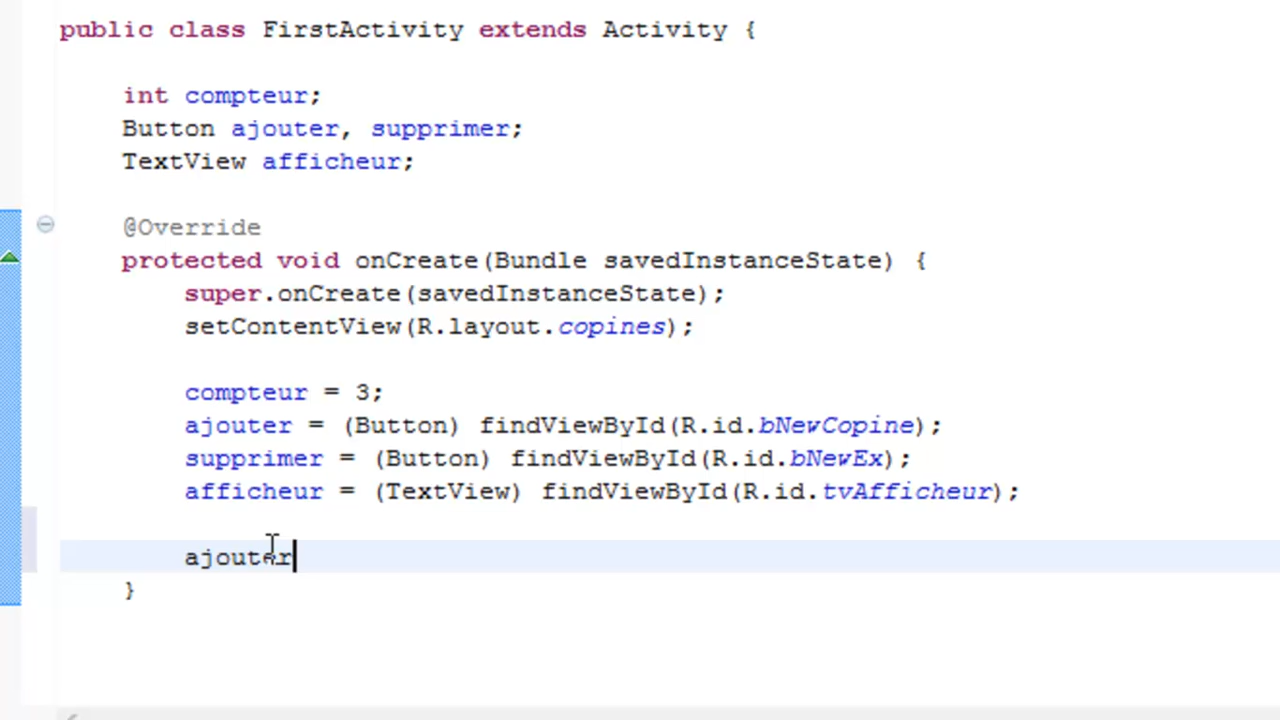 public class FirstActivity extends Activity {
int compteur;
Button ajouter, supprimer;
TextView afficheur;
@Override
protected void onCreate(Bundle savedInstanceState) {
super.onCreate(savedInstanceState);
setContentView(R.layout.copines);
compteur = 3;
ajouter = (Button) findViewById(R.id.bNewCopine);
supprimer = (Button) findViewById(R.id.bNewEx);
afficheur = (TextView) findViewById(R.id.tvAfficheur);
ajouter
}